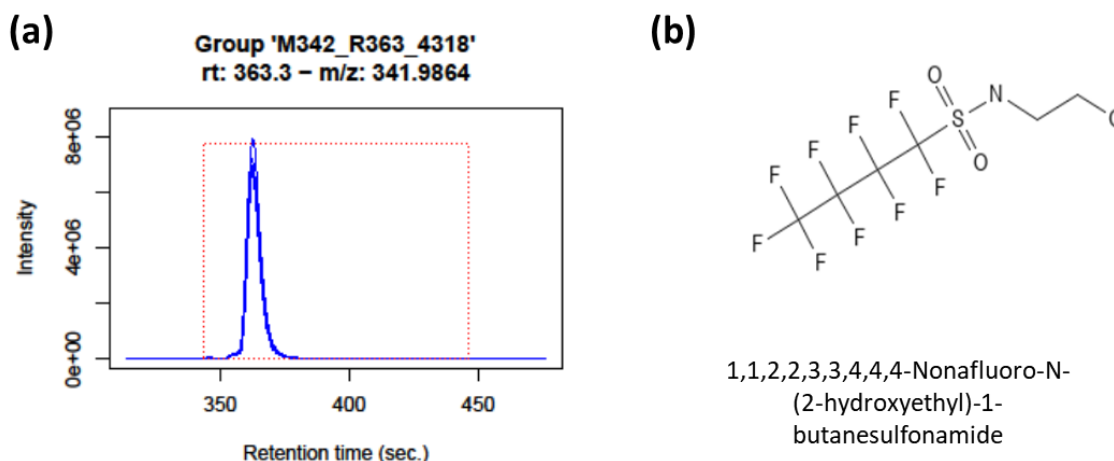 (a)
Group 'M342_R363_4318'
rt: 363.3 − m/z: 341.9864
Intensity
8e+06
4e+06
0e+00
350
400
450
Retention time (sec.)
(b)
O
N
S
F
F
O
F
F
F
F
F
F
F
1,1,2,2,3,3,4,4,4-Nonafluoro-N-
(2-hydroxyethyl)-1-
butanesulfonamide